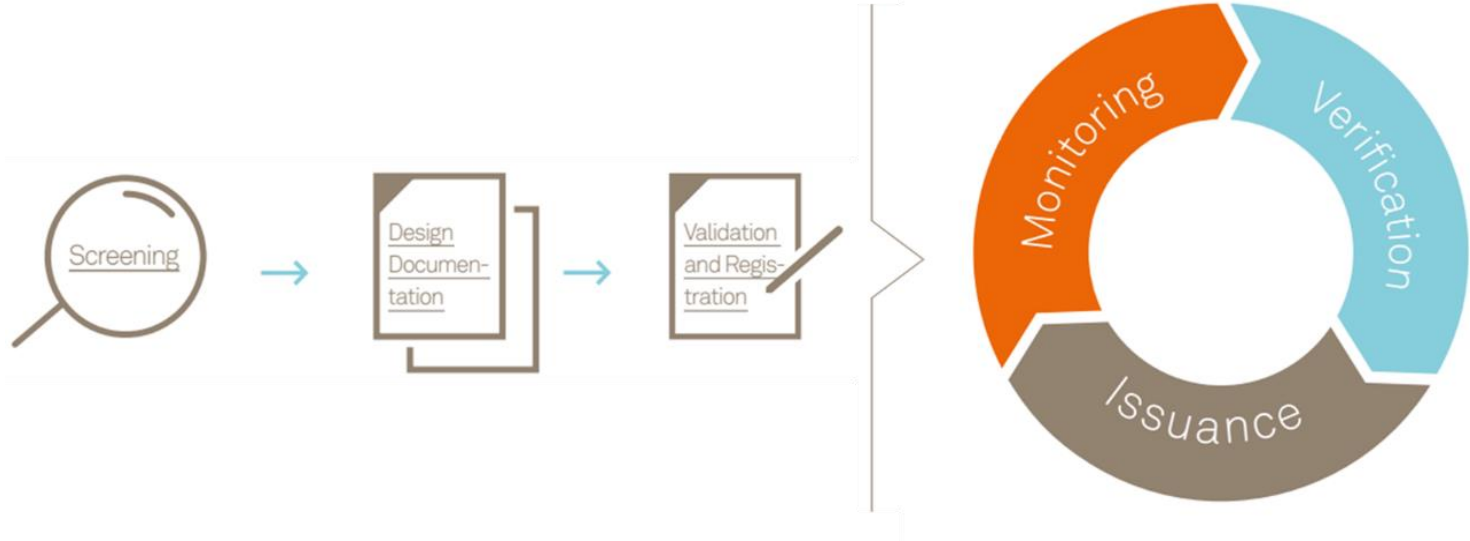 Screening
Design
Documen-
tation
Validation
and Regis-
tration
Monitoring
Verification
Issuance